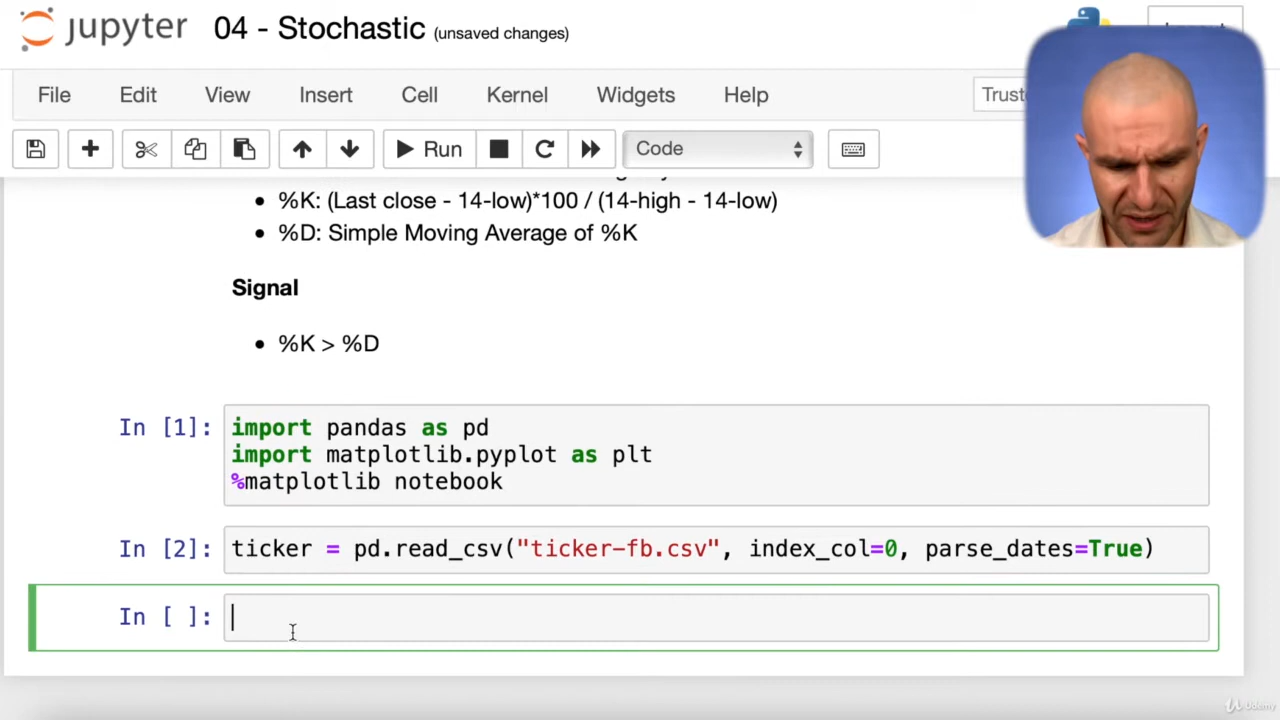 jupyter 04 - Stochastic (unsaved changes)
File Edit View Insert Cell Kernel Widgets Help
Run Code
%K: (Last close - 14-low)*100 / (14-high - 14-low)
%D: Simple Moving Average of %K
Signal
%K > %D
In [1]: import pandas as pd
import matplotlib.pyplot as plt
%matplotlib notebook
In [2]: ticker = pd.read_csv("ticker-fb.csv", index_col=0, parse_dates=True)
In [ ]:
Udemy